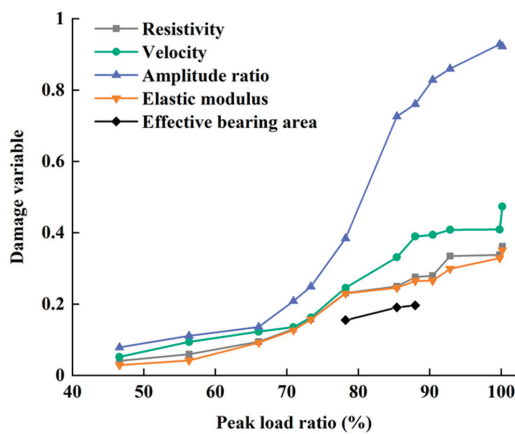 Resistivity
Velocity
Amplitude ratio
Elastic modulus
Effective bearing area
Damage variable
1
0.8
0.6
0.4
0.2
0
40
50
60
70
80
90
100
Peak load ratio (%)